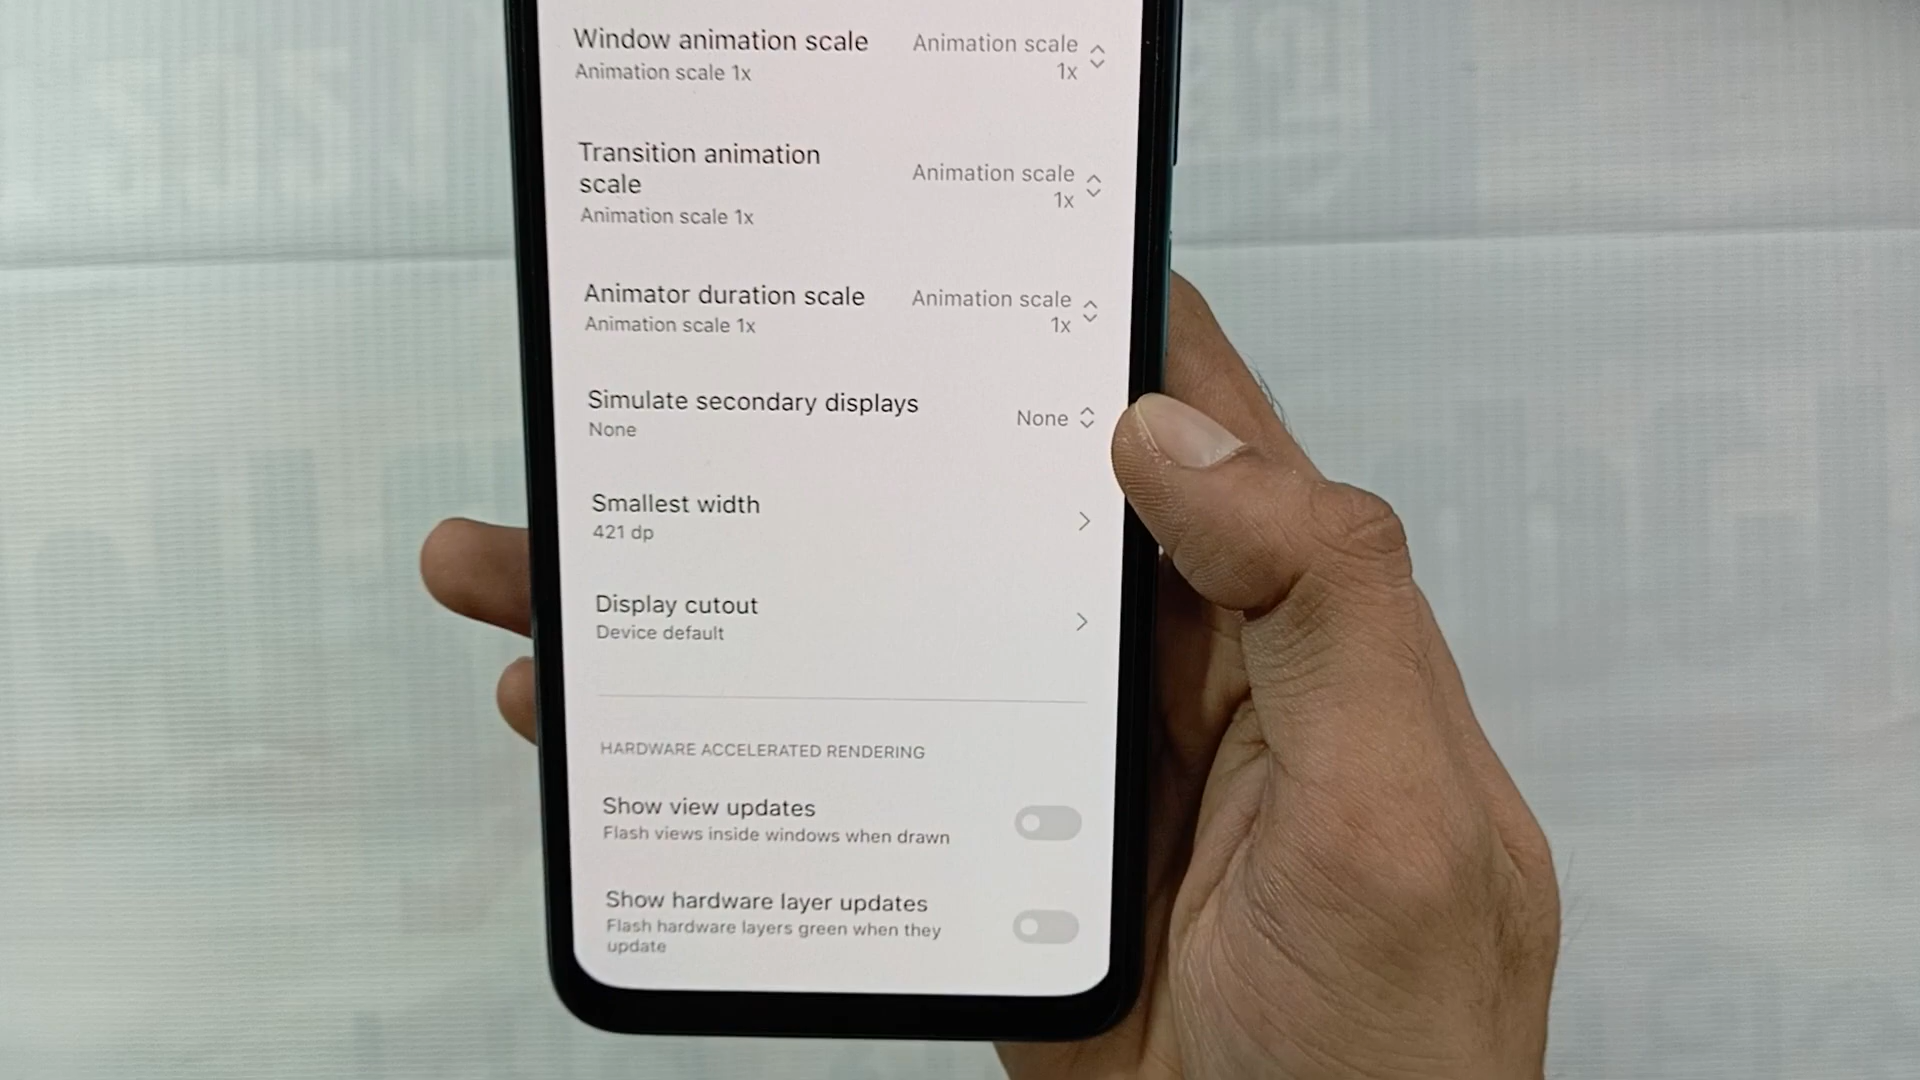 Window animation scale
Animation scale 1x
Animation scale
1x
Transition animation
scale
Animation scale 1x
Animation scale
1x
Animator duration scale
Animation scale 1x
Animation scale
1x
Simulate secondary displays
None
None
Smallest width
421 dp
Display cutout
Device default
HARDWARE ACCELERATED RENDERING
Show view updates
Flash views inside windows when drawn
Show hardware layer updates
Flash hardware layers green when they
update